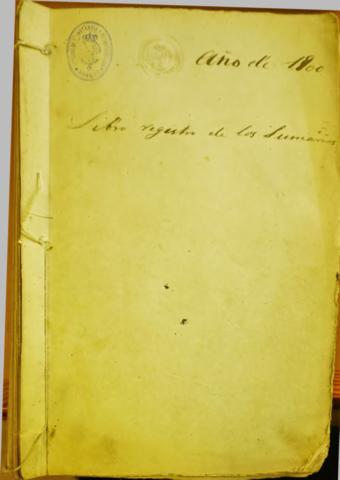 Año de 1800
Libro registro de los Sumarios